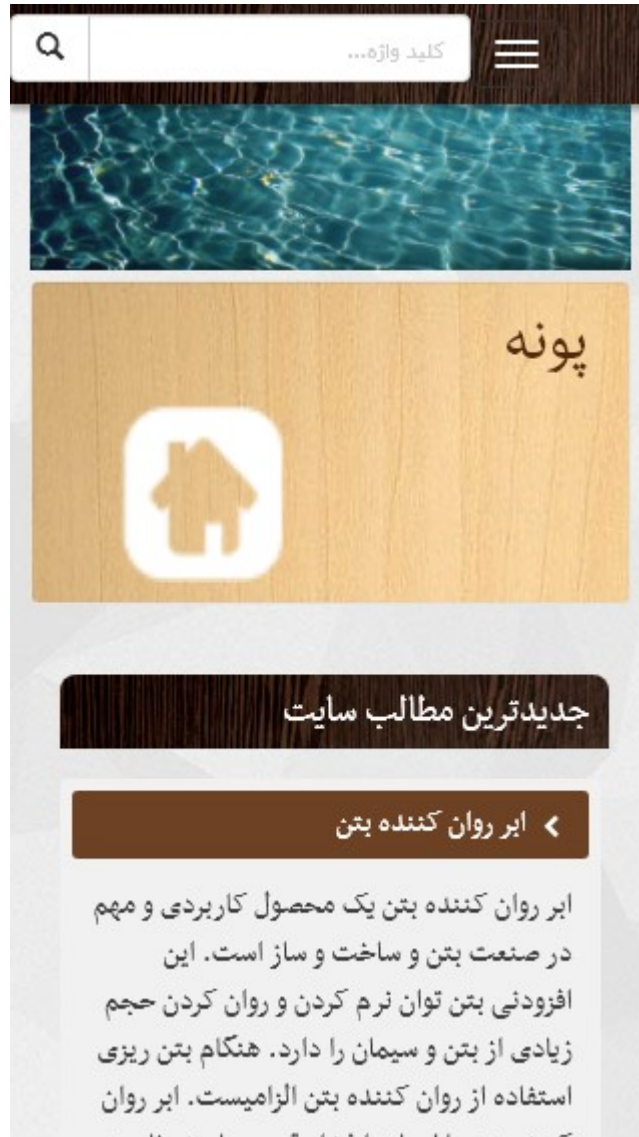 کلید واژه...
پونه
جدیدترین مطالب سایت
ابر روان کننده بتن
ابر روان کننده بتن یک محصول کاربردی و مهم
در صنعت بتن و ساخت و ساز است. این
افزودنی بتن توان نرم کردن و روان کردن حجم
زیادی از بتن و سیمان را دارد. هنگام بتن ریزی
استفاده از روان کننده بتن الزامیست. ابر روان